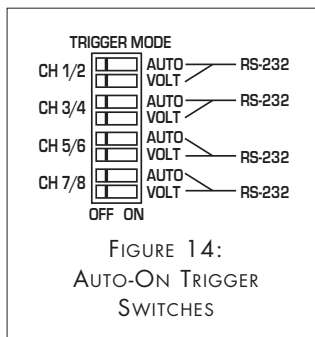 TRIGGER MODE
CH 1/2 AUTO RS-232
VOLT
CH 3/4 AUTO RS-232
VOLT
CH 5/6 AUTO
VOLT RS-232
CH 7/8 AUTO
VOLT RS-232
OFF ON
FIGURE 14:
AUTO-ON TRIGGER
SWITCHES